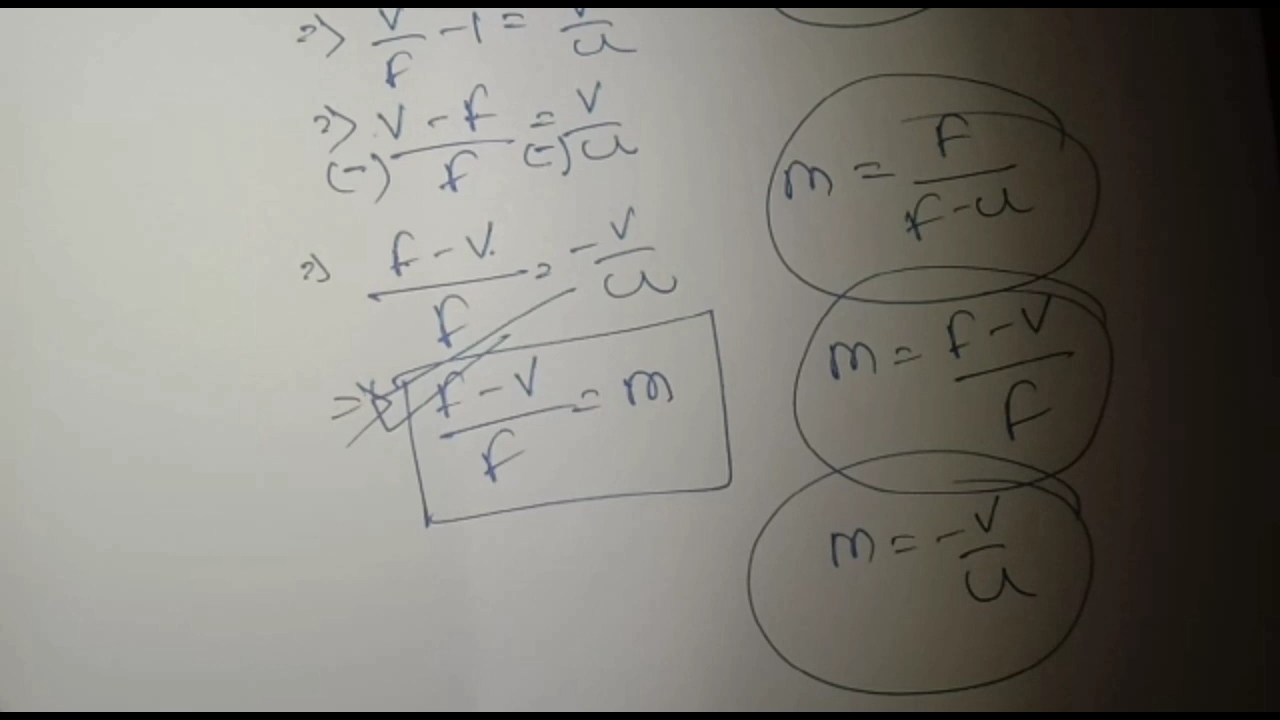 => v/f - 1 = v/u
=> v - f/f = v/u
(-) (-)
=> f - v/f = - v/u
=> f - v/f = m
m = f/f - u
m = f - v/f
m = - v/u